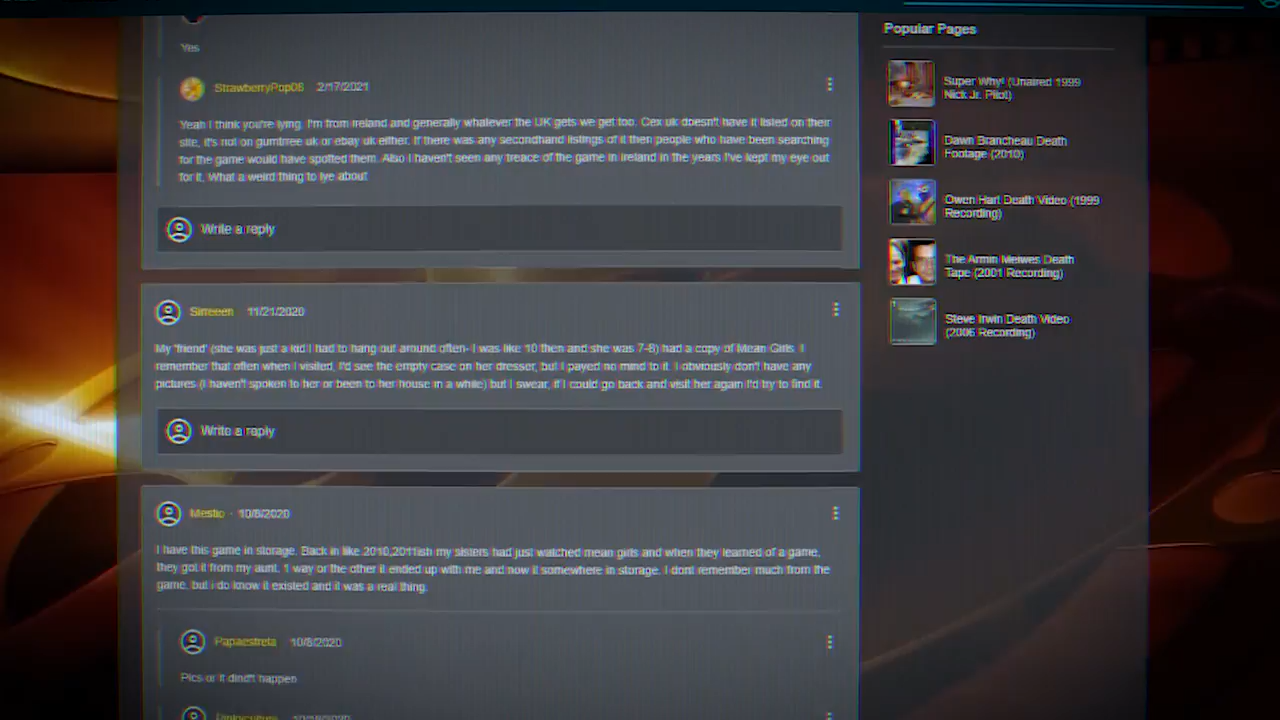 Yes
StrawberryPop08 2/17/2021
Yeah I think you're lying. I'm from Ireland and generally whatever the UK gets we get too. Cex uk doesn't have it listed on their
site, it's not on gumtree uk or ebay uk either. If there was any secondhand listings of it then people who have been searching
for the game would have spotted them. Also I haven't seen any treace of the game in Ireland in the years I've kept my eye out
for it. What a weird thing to lye about
Write a reply
Sirreeen 11/21/2020
My 'friend' (she was just a kid I had to hang out around often- I was like 10 then and she was 7-8) had a copy of Mean Girls. I
remember that often when I visited, I'd see the empty case on her dresser, but I payed no mind to it. I obviously don't have any
pictures (I haven't spoken to her or been to her house in a while) but I swear, if I could go back and visit her again I'd try to find it.
Write a reply
Mestio · 10/8/2020
I have this game in storage. Back in like 2010,2011ish my sisters had just watched mean girls and when they learned of a game,
they got it from my aunt. 1 way or the other it ended up with me and now it somewhere in storage. I dont remember much from the
game, but i do know it existed and it was a real thing.
Papaestreta 10/8/2020
Pics or it dind't happen
Popular Pages
Super Why! (Unaired 1999
Nick Jr. Pilot)
Dawn Brancheau Death
Footage (2010)
Owen Hart Death Video (1999
Recording)
The Armin Meiwes Death
Tape (2001 Recording)
Steve Irwin Death Video
(2006 Recording)